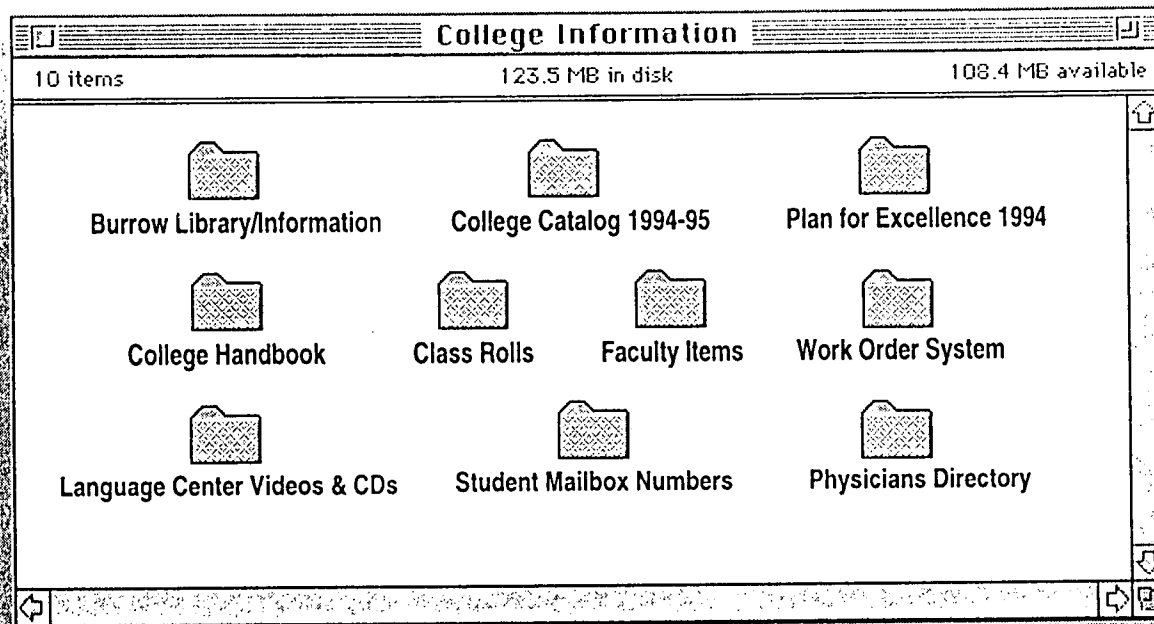 College Information
10 items 123.5 MB in disk 108.4 MB available
Burrow Library/Information College Catalog 1994-95 Plan for Excellence 1994
College Handbook Class Rolls Faculty Items Work Order System
Language Center Videos & CDs Student Mailbox Numbers Physicians Directory